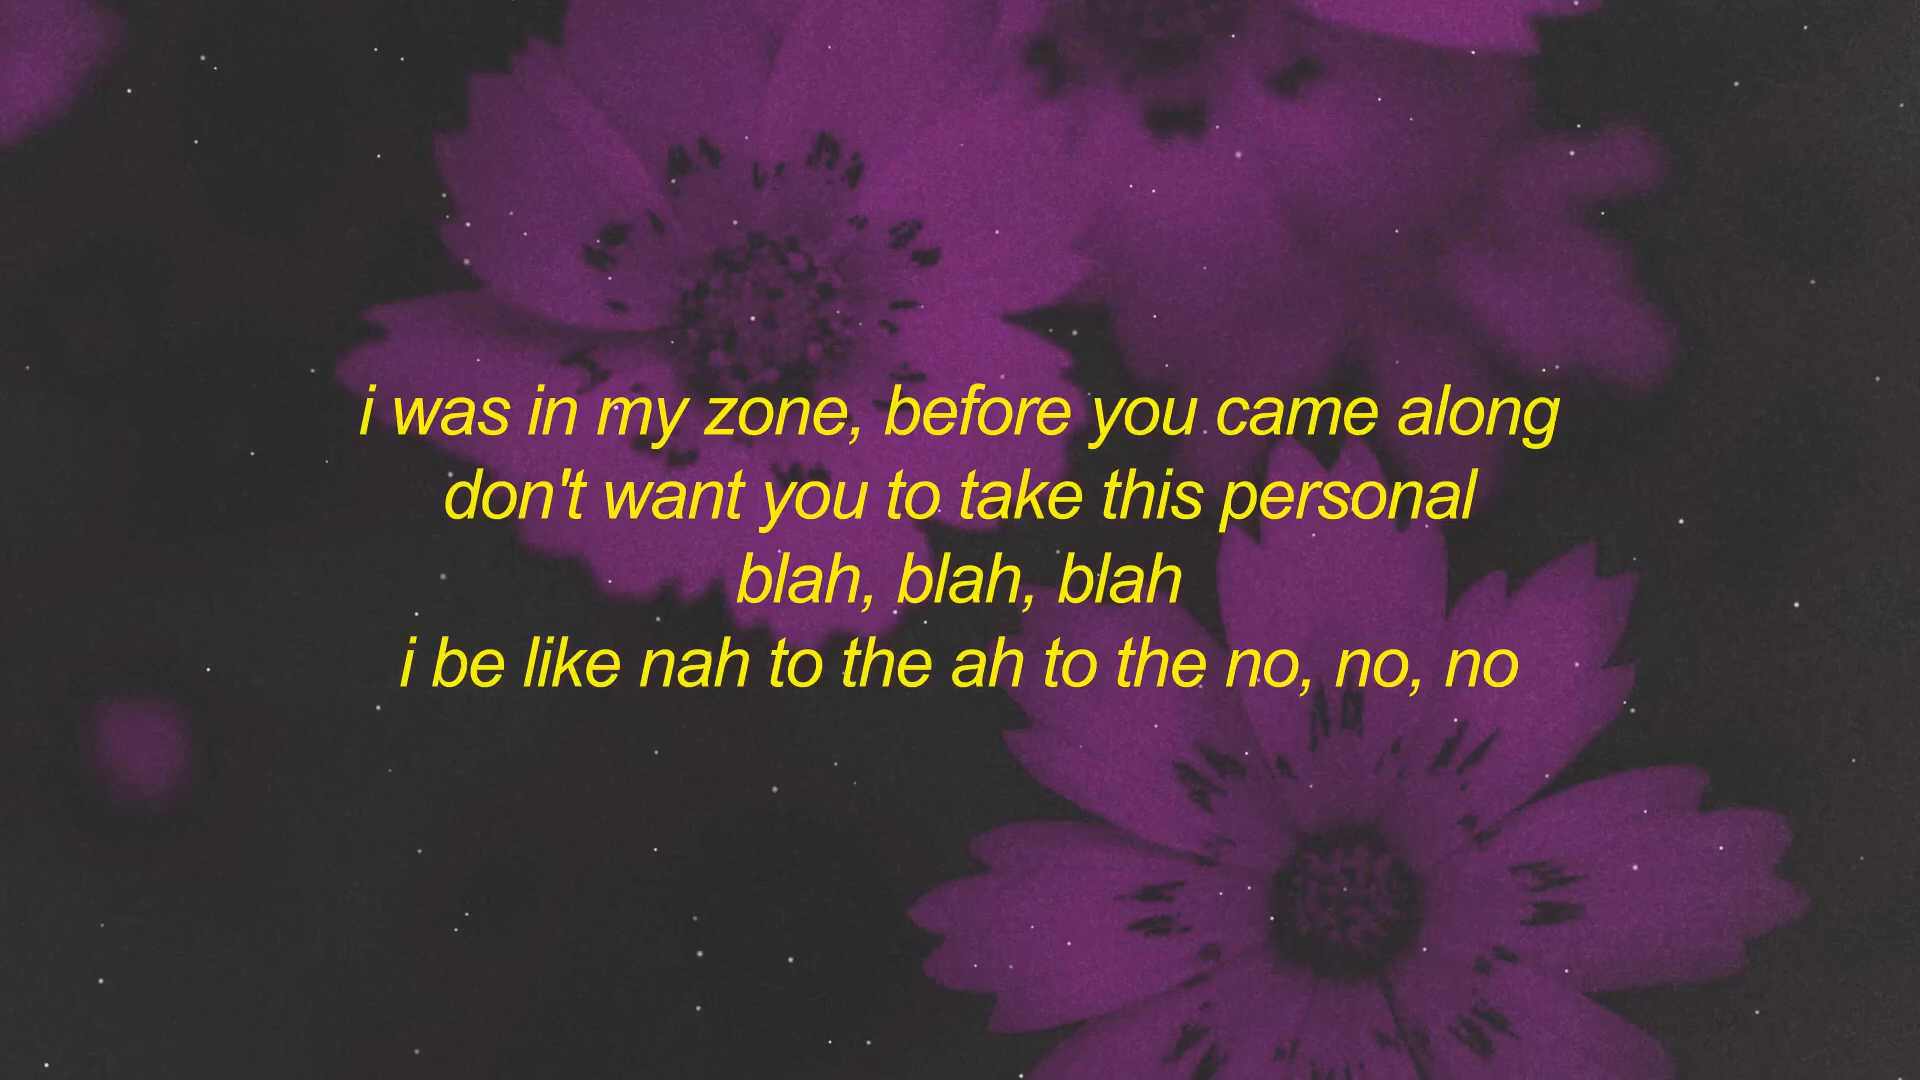 i was in my zone, before you came along
don't want you to take this personal
blah, blah, blah
i be like nah to the ah to the no, no, no